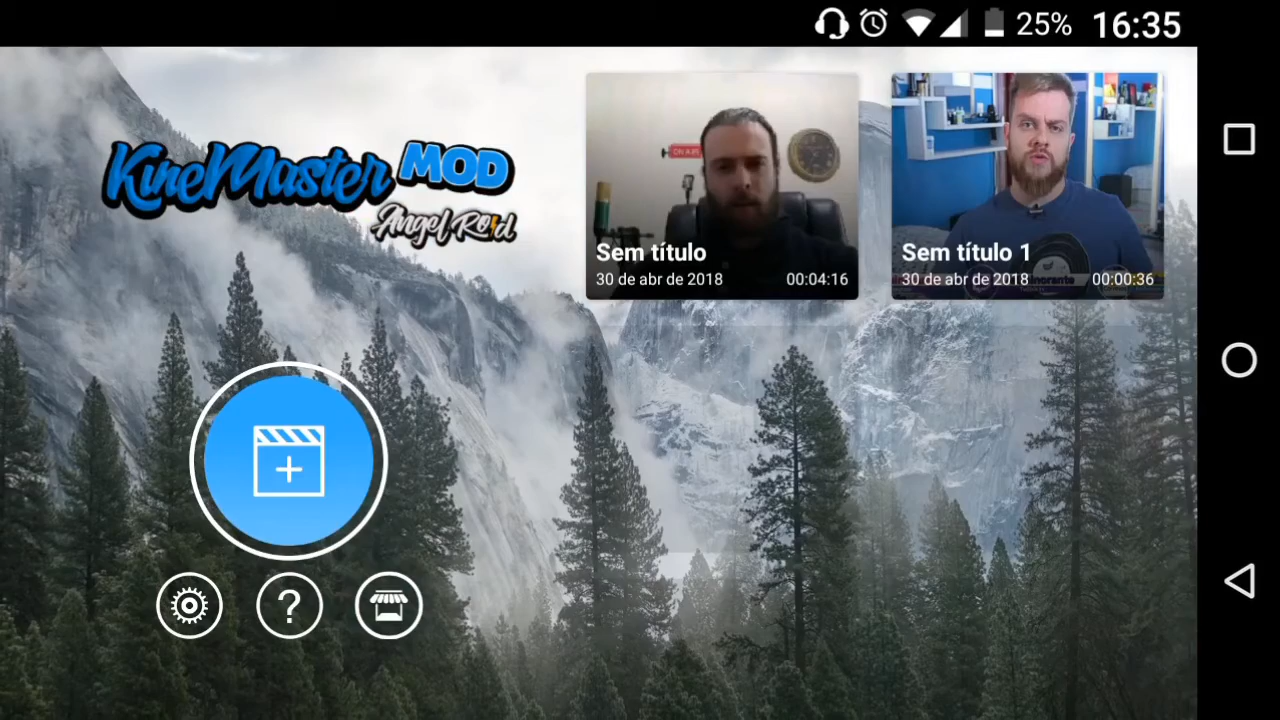 25% 16:35
KineMaster MOD
Angel Roid
ON AIR
Sem título
30 de abr de 2018 00:04:16
Sem título 1
30 de abr de 2018 00:00:36
?